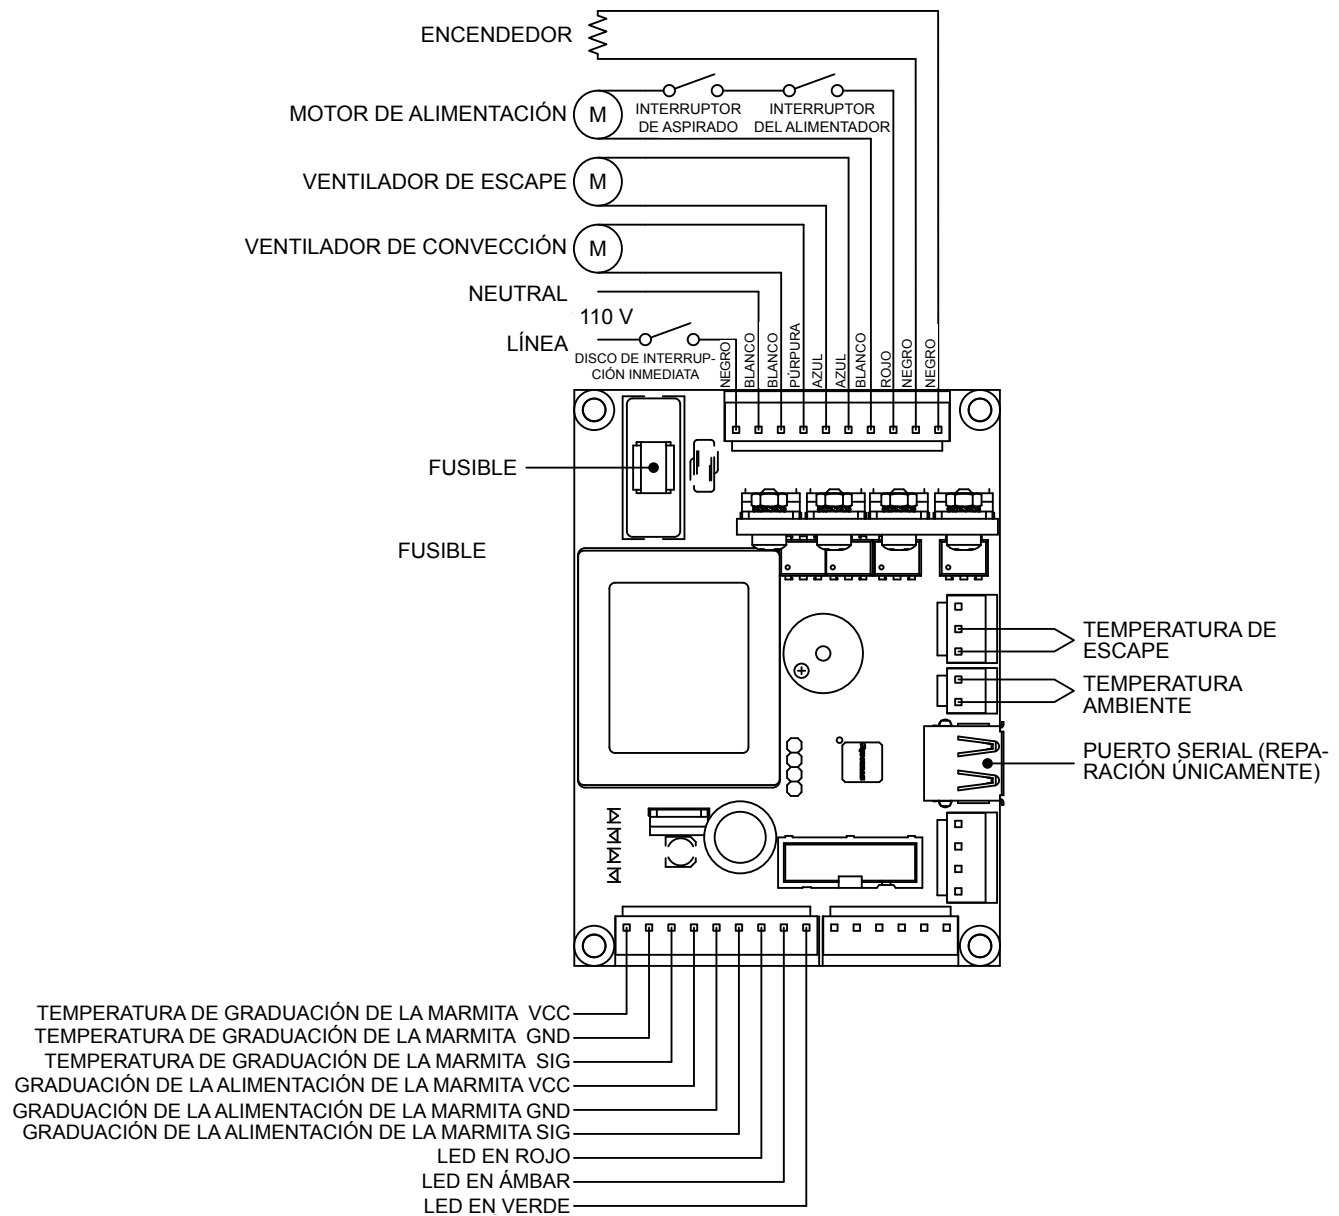 ENCENDEDOR
MOTOR DE ALIMENTACIÓN
M
INTERRUPTOR
DE ASPIRADO
INTERRUPTOR
DEL ALIMENTADOR
VENTILADOR DE ESCAPE
M
VENTILADOR DE CONVECCIÓN
M
NEUTRAL
110 V
LÍNEA
DISCO DE INTERRUP-
CIÓN INMEDIATA
NEGRO
BLANCO
BLANCO
PÚRPURA
AZUL
AZUL
BLANCO
ROJO
NEGRO
NEGRO
FUSIBLE
FUSIBLE
TEMPERATURA DE
ESCAPE
TEMPERATURA
AMBIENTE
PUERTO SERIAL (REPA-
RACIÓN ÚNICAMENTE)
TEMPERATURA DE GRADUACIÓN DE LA MARMITA VCC
TEMPERATURA DE GRADUACIÓN DE LA MARMITA GND
TEMPERATURA DE GRADUACIÓN DE LA MARMITA SIG
GRADUACIÓN DE LA ALIMENTACIÓN DE LA MARMITA VCC
GRADUACIÓN DE LA ALIMENTACIÓN DE LA MARMITA GND
GRADUACIÓN DE LA ALIMENTACIÓN DE LA MARMITA SIG
LED EN ROJO
LED EN ÁMBAR
LED EN VERDE